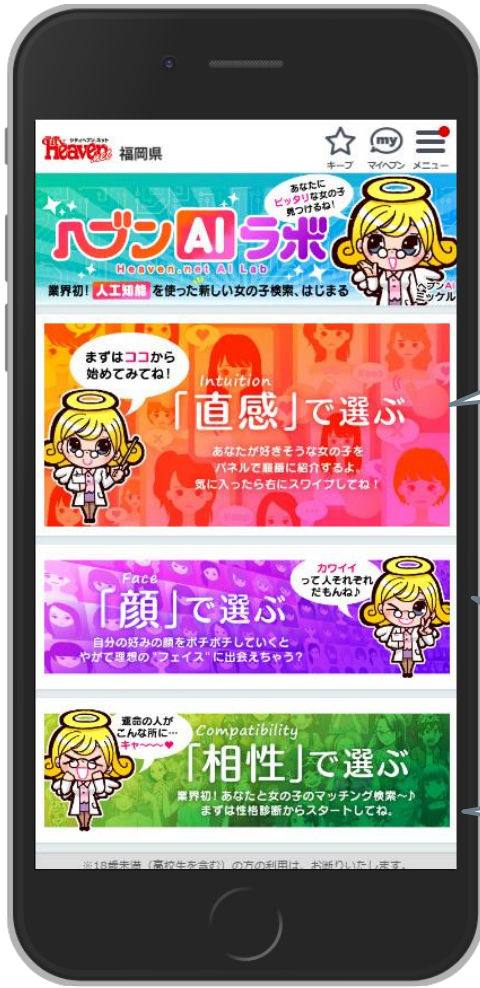 シティヘブンネット
Heaven
福岡県
キープ
マイヘブン
my
メニュー
あなたに
ピッタリな女の子
見つけるね!
ヘブンAIラボ
Heaven.net AI Lab
業界初! 人工知能 を使った新しい女の子検索、はじまる
ヘブンAI
ミッケル
まずはココから
始めてみてね!
Intuition
「直感」で選ぶ
あなたが好きそうな女の子を
パネルで順番に紹介するよ。
気に入ったら右にスワイプしてね!
Face
「顔」で選ぶ
自分の好みの顔をポチポチしていくと
やがて理想の"フェイス"に出会えちゃう?
カワイイ
って人それぞれ
だもんね♪
運命の人が
こんな所に…
キャ〜〜〜♥
Compatibility
「相性」で選ぶ
業界初!あなたと女の子のマッチング検索〜♪
まずは性格診断からスタートしてね。
※18歳未満(高校生を含む)の方の利用は、お断りいたします。